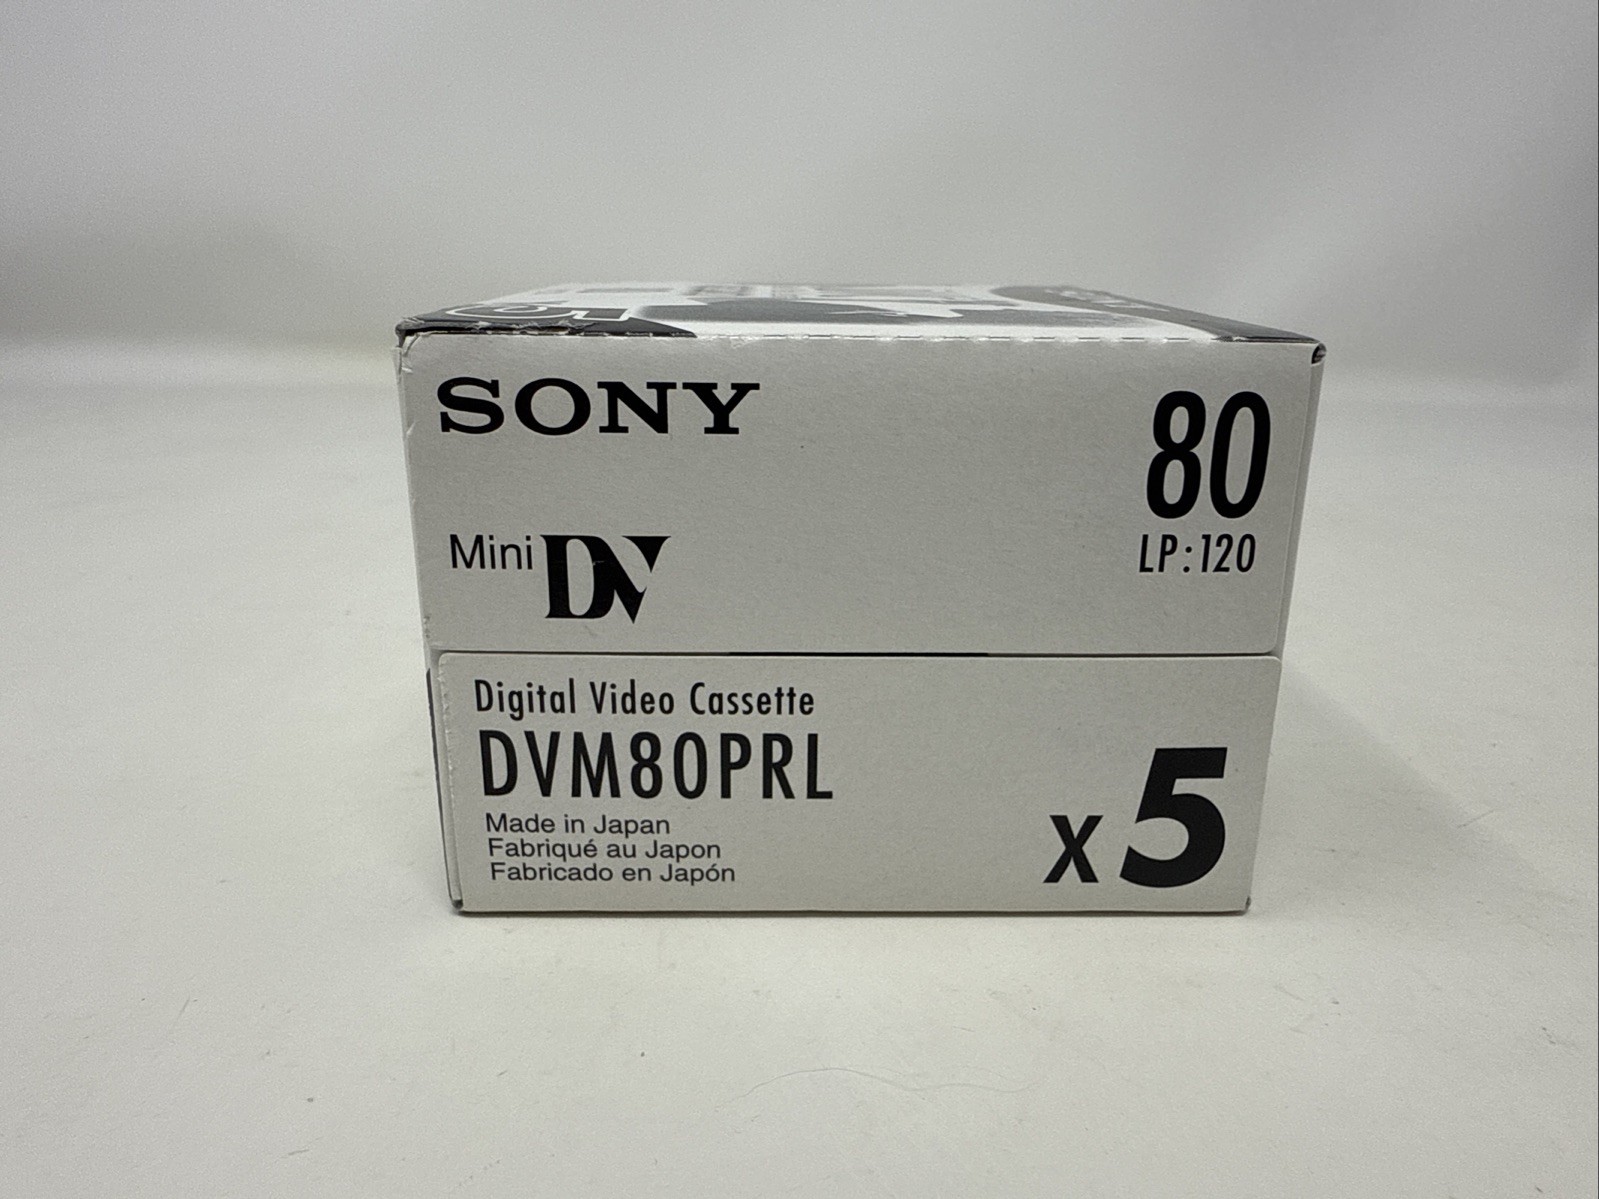 5
SONY
80
Mini DV
LP:120
Digital Video Cassette
DVM80PRL
Made in Japan
Fabriqué au Japon
Fabricado en Japón
x5